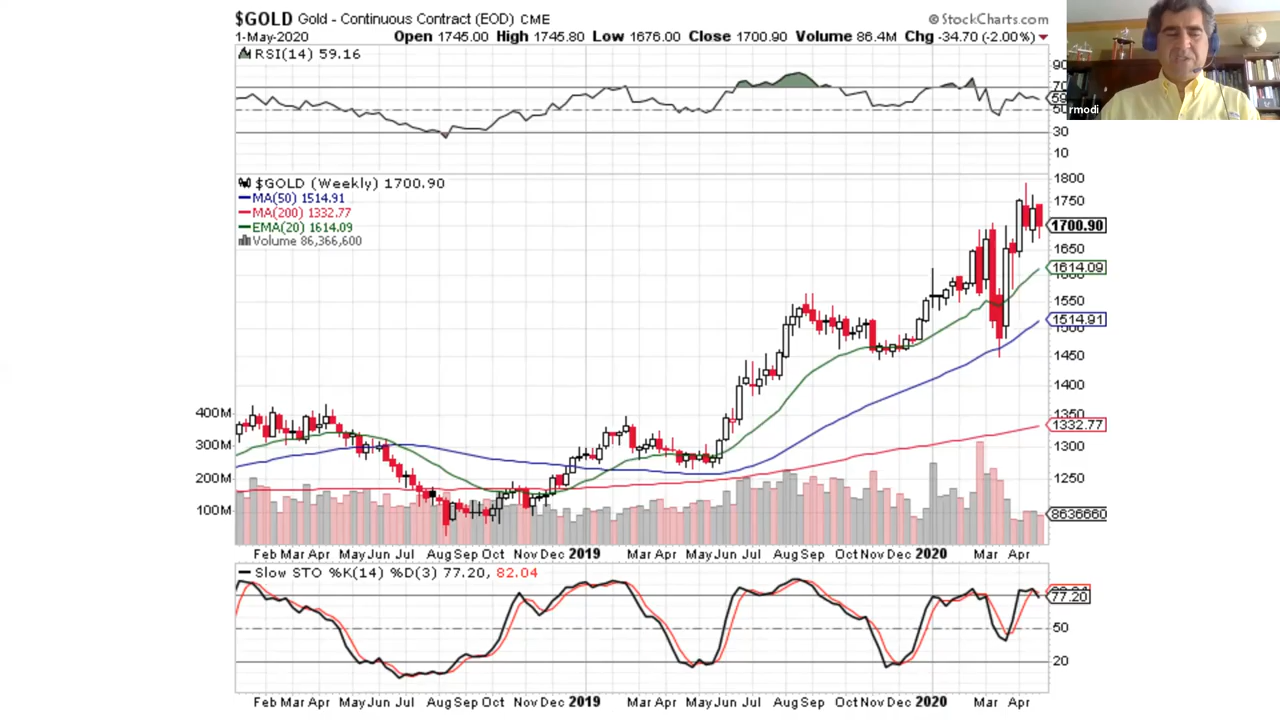 $GOLD Gold - Continuous Contract (EOD) CME
© StockCharts.com
1-May-2020
Open 1745.00 High 1745.80 Low 1676.00 Close 1700.90 Volume 86.4M Chg -34.70 (-2.00%)
RSI(14) 59.16
90
70
59
50
30
10
rmodi
$GOLD (Weekly) 1700.90
MA(50) 1514.91
MA(200) 1332.77
EMA(20) 1614.09
Volume 86,366,600
1800
1750
1700.90
1650
1614.09
1600
1550
1514.91
1500
1450
1400
1350
1332.77
1300
1250
8636660
400M
300M
200M
100M
Feb Mar Apr May Jun Jul Aug Sep Oct Nov Dec 2019 Mar Apr May Jun Jul Aug Sep Oct Nov Dec 2020 Mar Apr
Slow STO %K(14) %D(3) 77.20, 82.04
77.20
50
20
Feb Mar Apr May Jun Jul Aug Sep Oct Nov Dec 2019 Mar Apr May Jun Jul Aug Sep Oct Nov Dec 2020 Mar Apr